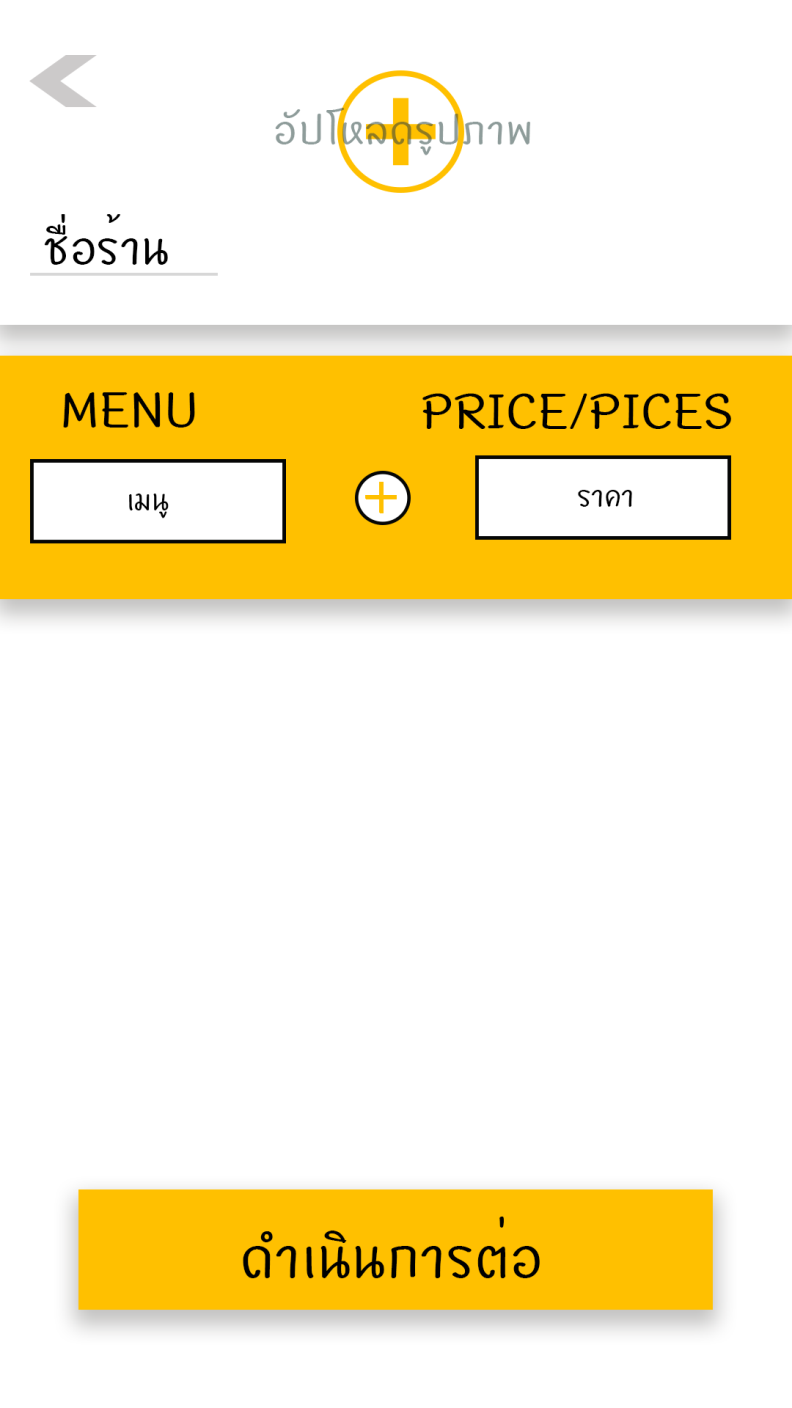 อัปโหลดรูปภาพ
ชื่อร้าน
MENU PRICE/PICES
เมนู ราคา
ดำเนินการต่อ